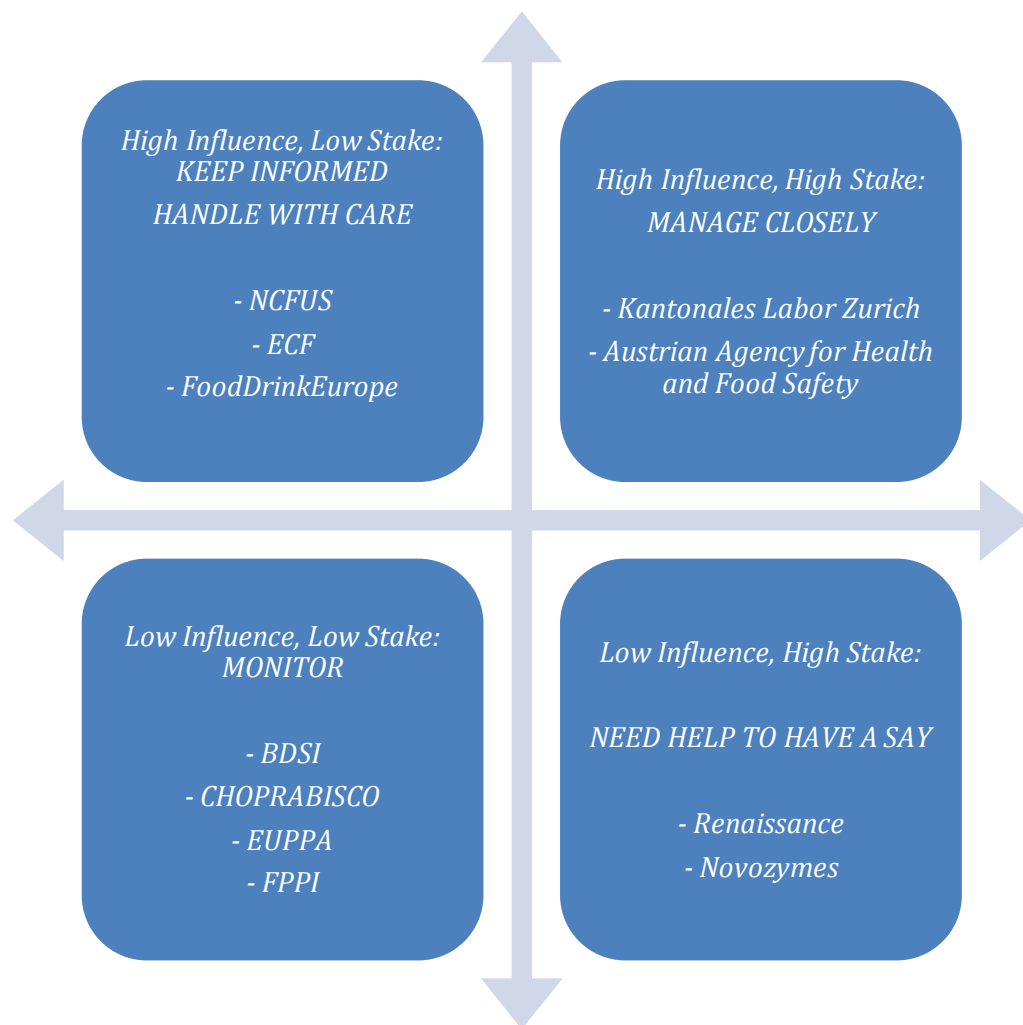 High Influence, Low Stake:
KEEP INFORMED
HANDLE WITH CARE
- NCFUS
- ECF
- FoodDrinkEurope
High Influence, High Stake:
MANAGE CLOSELY
- Kantonales Labor Zurich
- Austrian Agency for Health
and Food Safety
Low Influence, Low Stake:
MONITOR
- BDSI
- CHOPRABISCO
- EUPPA
- FPPI
Low Influence, High Stake:
NEED HELP TO HAVE A SAY
- Renaissance
- Novozymes